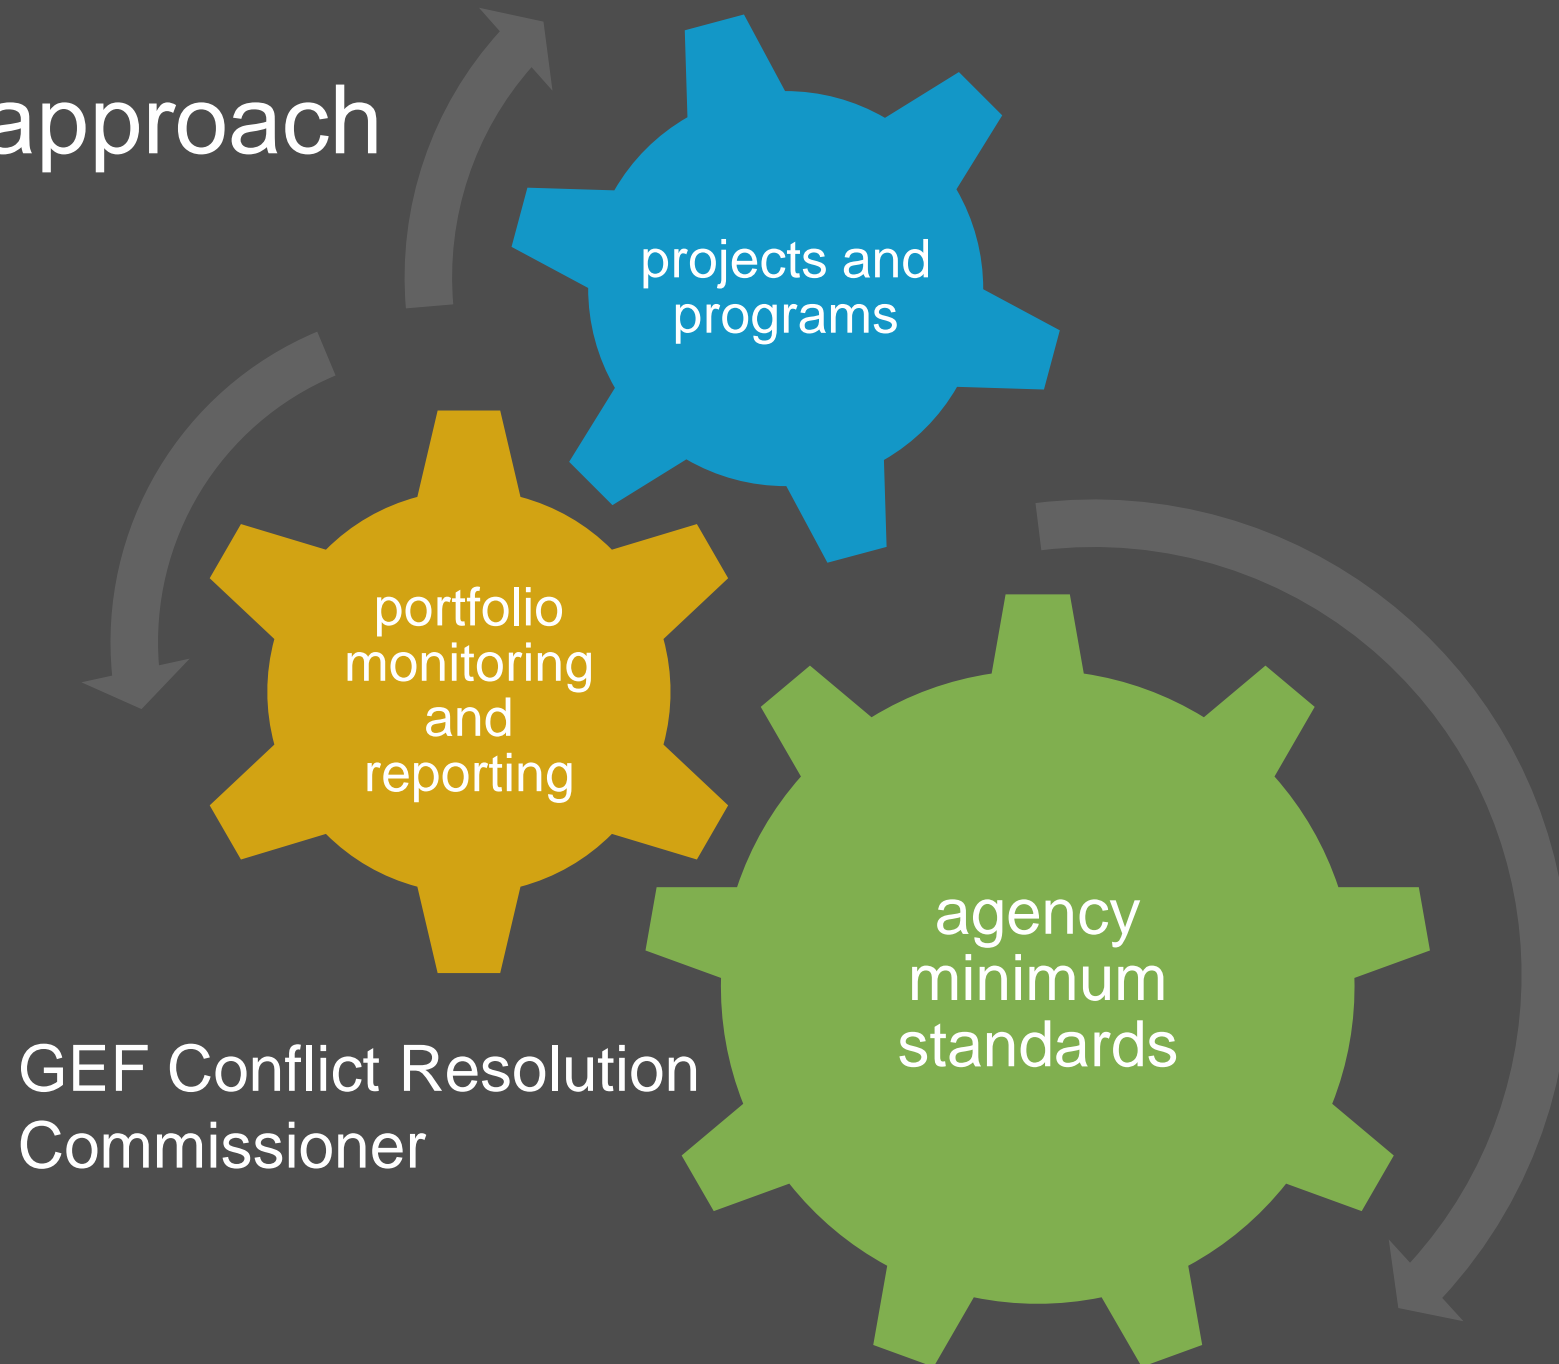 approach
projects and
programs
portfolio
monitoring
and
reporting
agency
minimum
standards
GEF Conflict Resolution
Commissioner